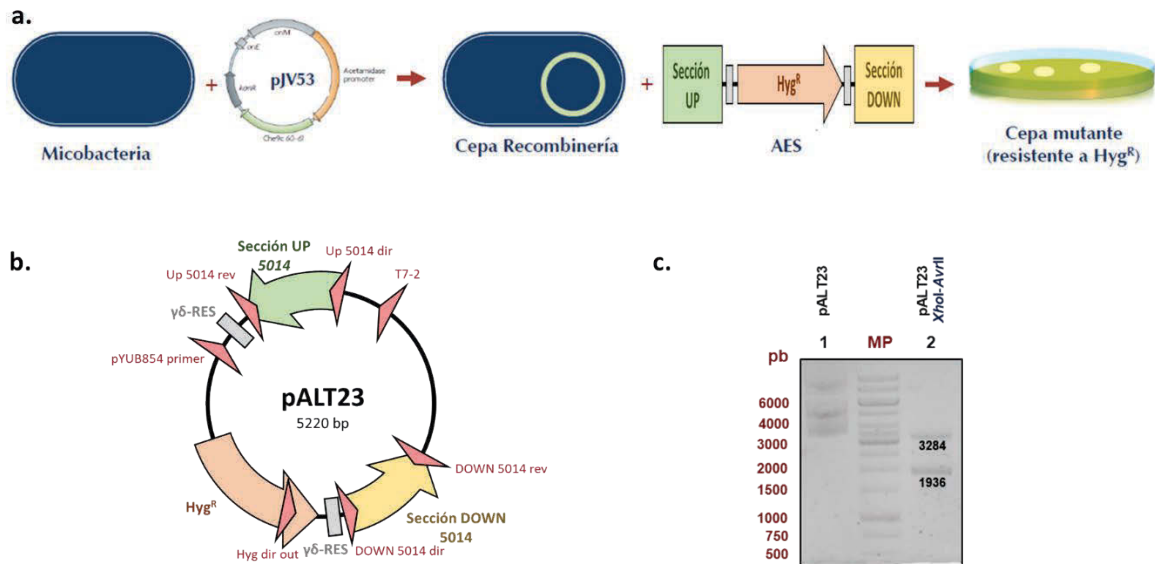 a.
oriM
oriE
pJV53
Acetamidase
promoter
kanR
Che9c 60-61
Micobacteria
+
Cepa Recombinería
+
Sección
UP
Hyg^R
Sección
DOWN
AES
Cepa mutante
(resistente a Hyg^R)
b.
Sección UP
5014
Up 5014 dir
Up 5014 rev
T7-2
γδ-RES
pYUB854 primer
pALT23
5220 bp
DOWN 5014 rev
Hyg^R
Sección DOWN
5014
Hyg dir out
γδ-RES
DOWN 5014 dir
c.
pALT23
pALT23
XhoI-AvrII
1
MP
2
pb
6000
4000
3000
3284
2000
1936
1500
1000
750
500